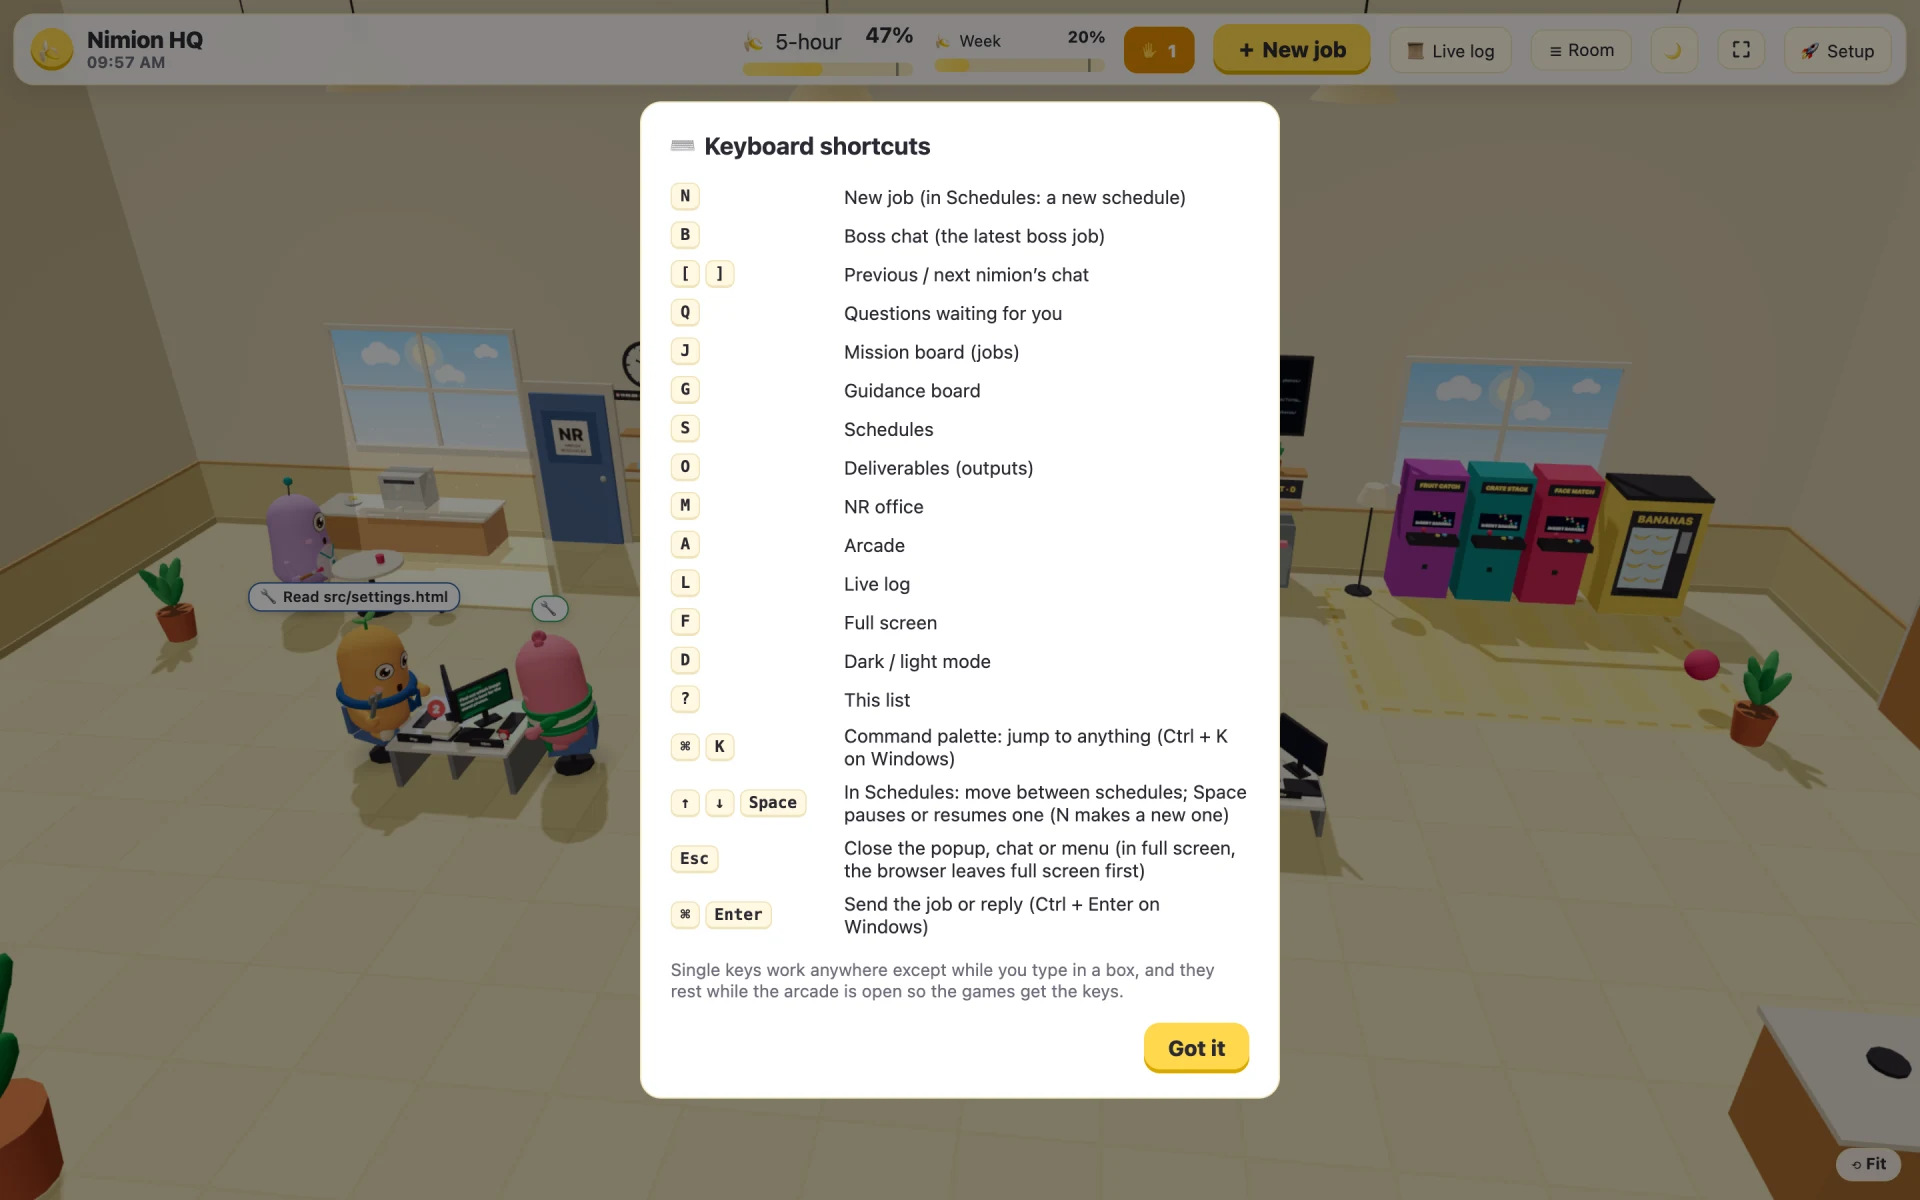 Nimion HQ
09:57 AM
5-hour 47%
Week 20%
1
+ New job
Live log
≡ Room
Setup
Keyboard shortcuts
N New job (in Schedules: a new schedule)
B Boss chat (the latest boss job)
[ ] Previous / next nimion’s chat
Q Questions waiting for you
J Mission board (jobs)
G Guidance board
S Schedules
O Deliverables (outputs)
M NR office
A Arcade
L Live log
F Full screen
D Dark / light mode
? This list
⌘ K Command palette: jump to anything (Ctrl + K
on Windows)
↑ ↓ Space In Schedules: move between schedules; Space
pauses or resumes one (N makes a new one)
Esc Close the popup, chat or menu (in full screen,
the browser leaves full screen first)
⌘ Enter Send the job or reply (Ctrl + Enter on
Windows)
Single keys work anywhere except while you type in a box, and they
rest while the arcade is open so the games get the keys.
Got it
NR
FRUIT CATCH
CRATE STACK
FACE MATCH
BANANAS
Read src/settings.html
2
Fit